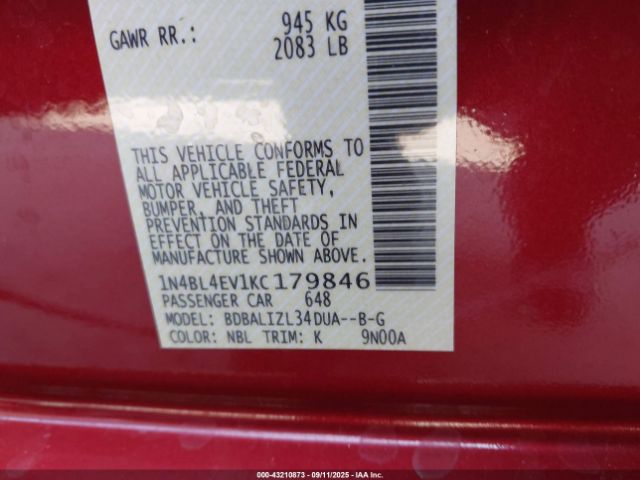 GAWR RR.: 945 KG
2083 LB
THIS VEHICLE CONFORMS TO
ALL APPLICABLE FEDERAL
MOTOR VEHICLE SAFETY,
BUMPER, AND THEFT
PREVENTION STANDARDS IN
EFFECT ON THE DATE OF
MANUFACTURE SHOWN ABOVE.
1N4BL4EV1KC179846
PASSENGER CAR 648
MODEL: BDBALIZL34DUA--B-G
COLOR: NBL TRIM: K 9N00A
000-43210873 - 09/11/2025 - IAA Inc.